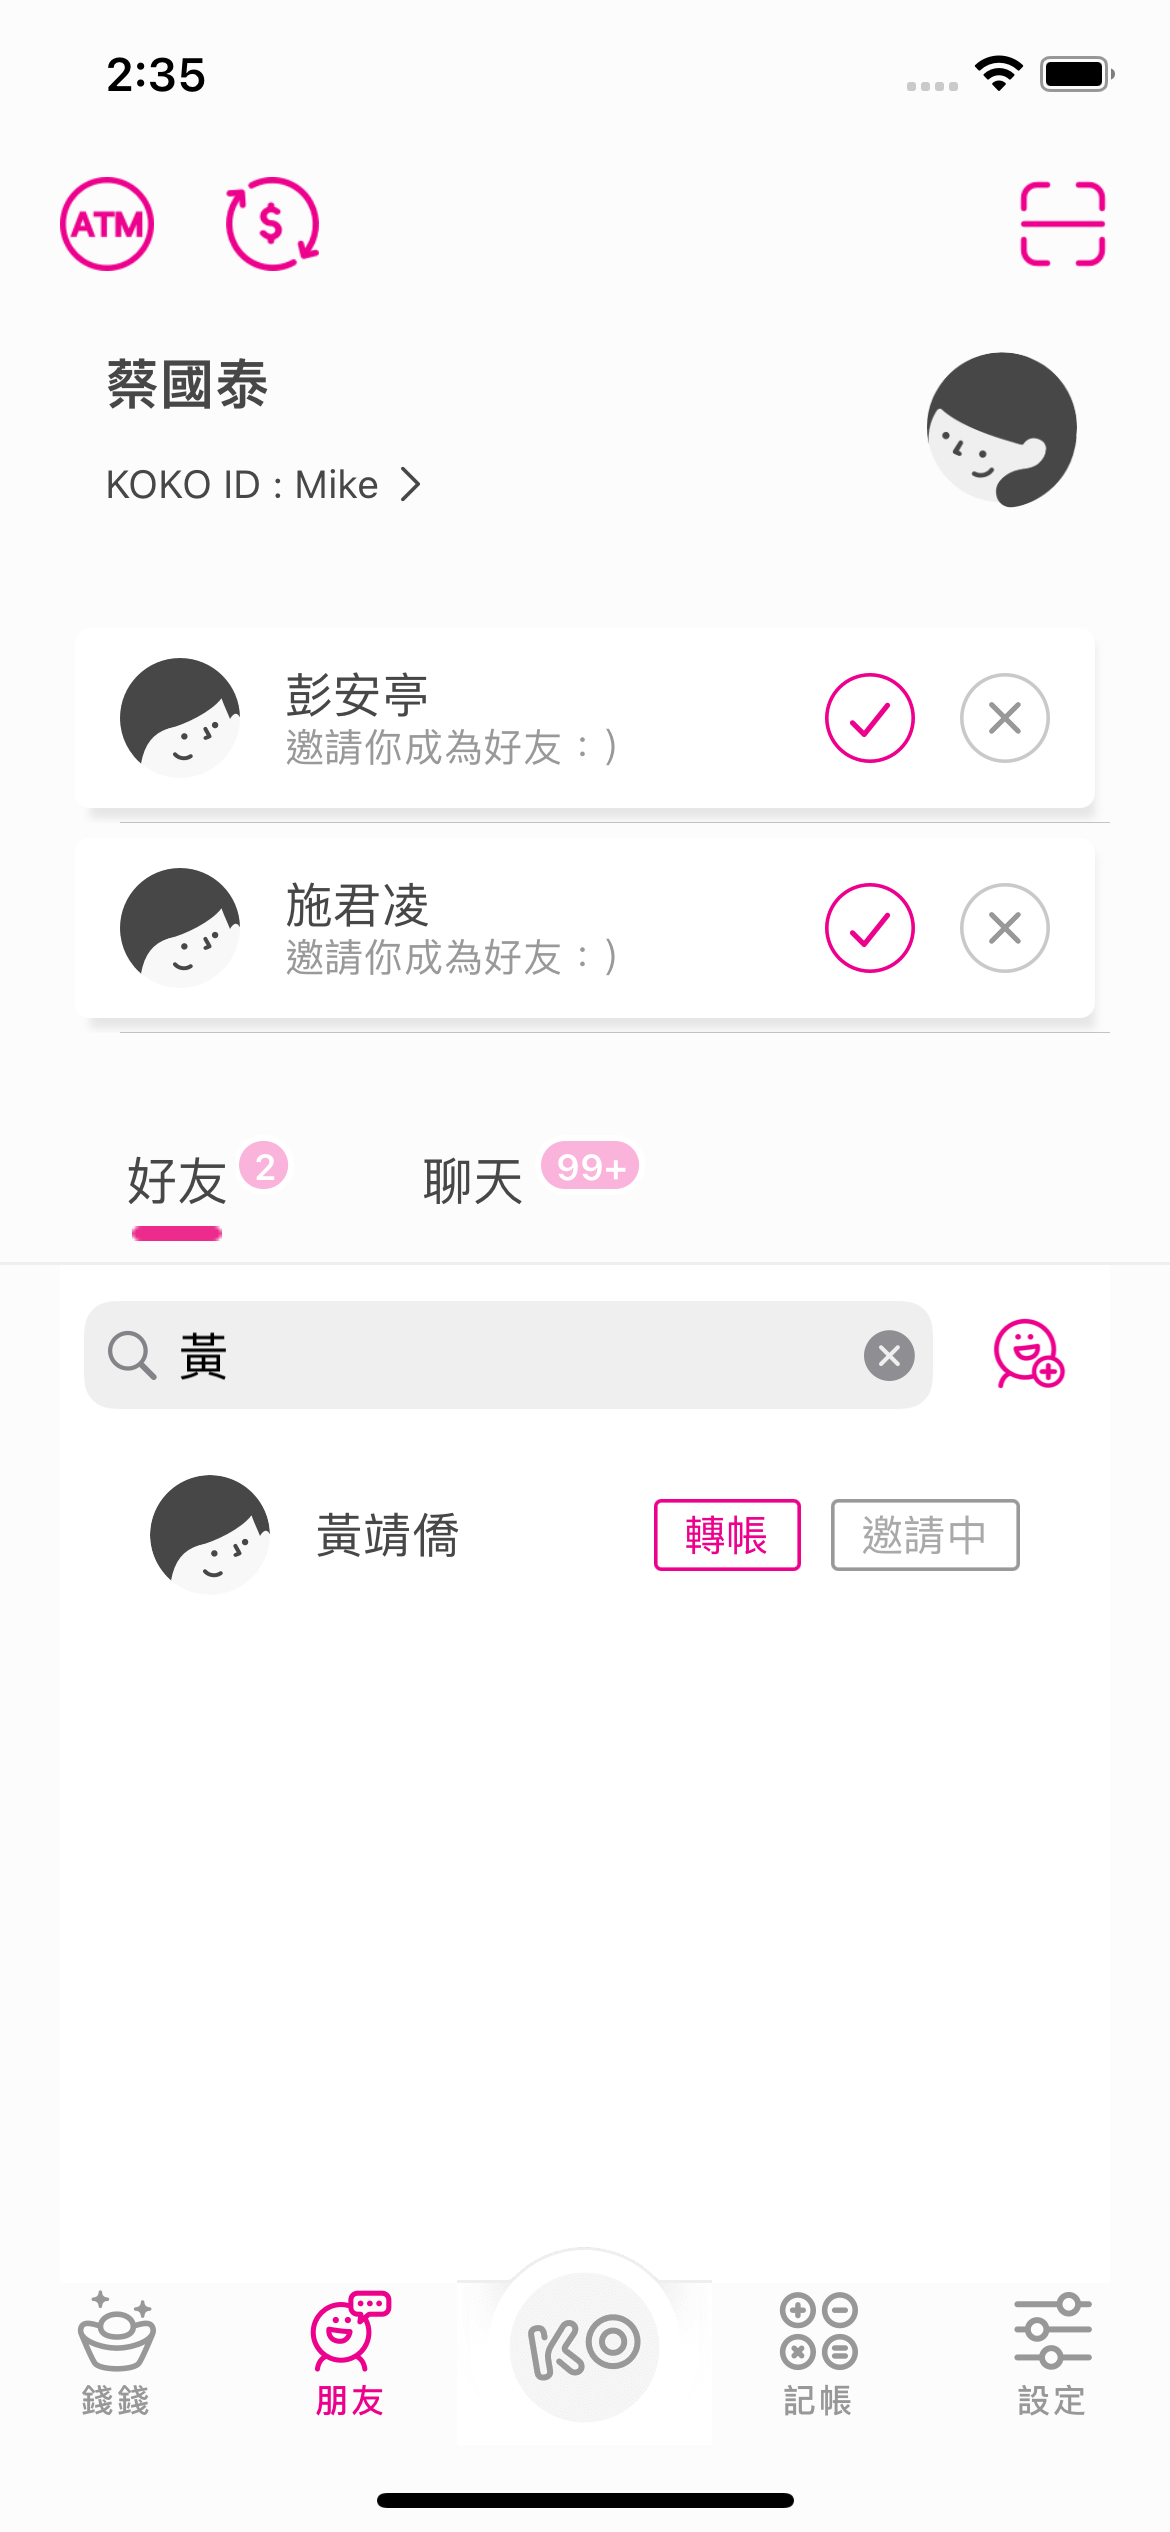 2:35
ATM
$
蔡國泰
KOKO ID : Mike
彭安亭
邀請你成為好友：)
施君凌
邀請你成為好友：)
好友 2 聊天 99+
黃
黃靖僑 轉帳 邀請中
KO
錢錢 朋友 記帳 設定